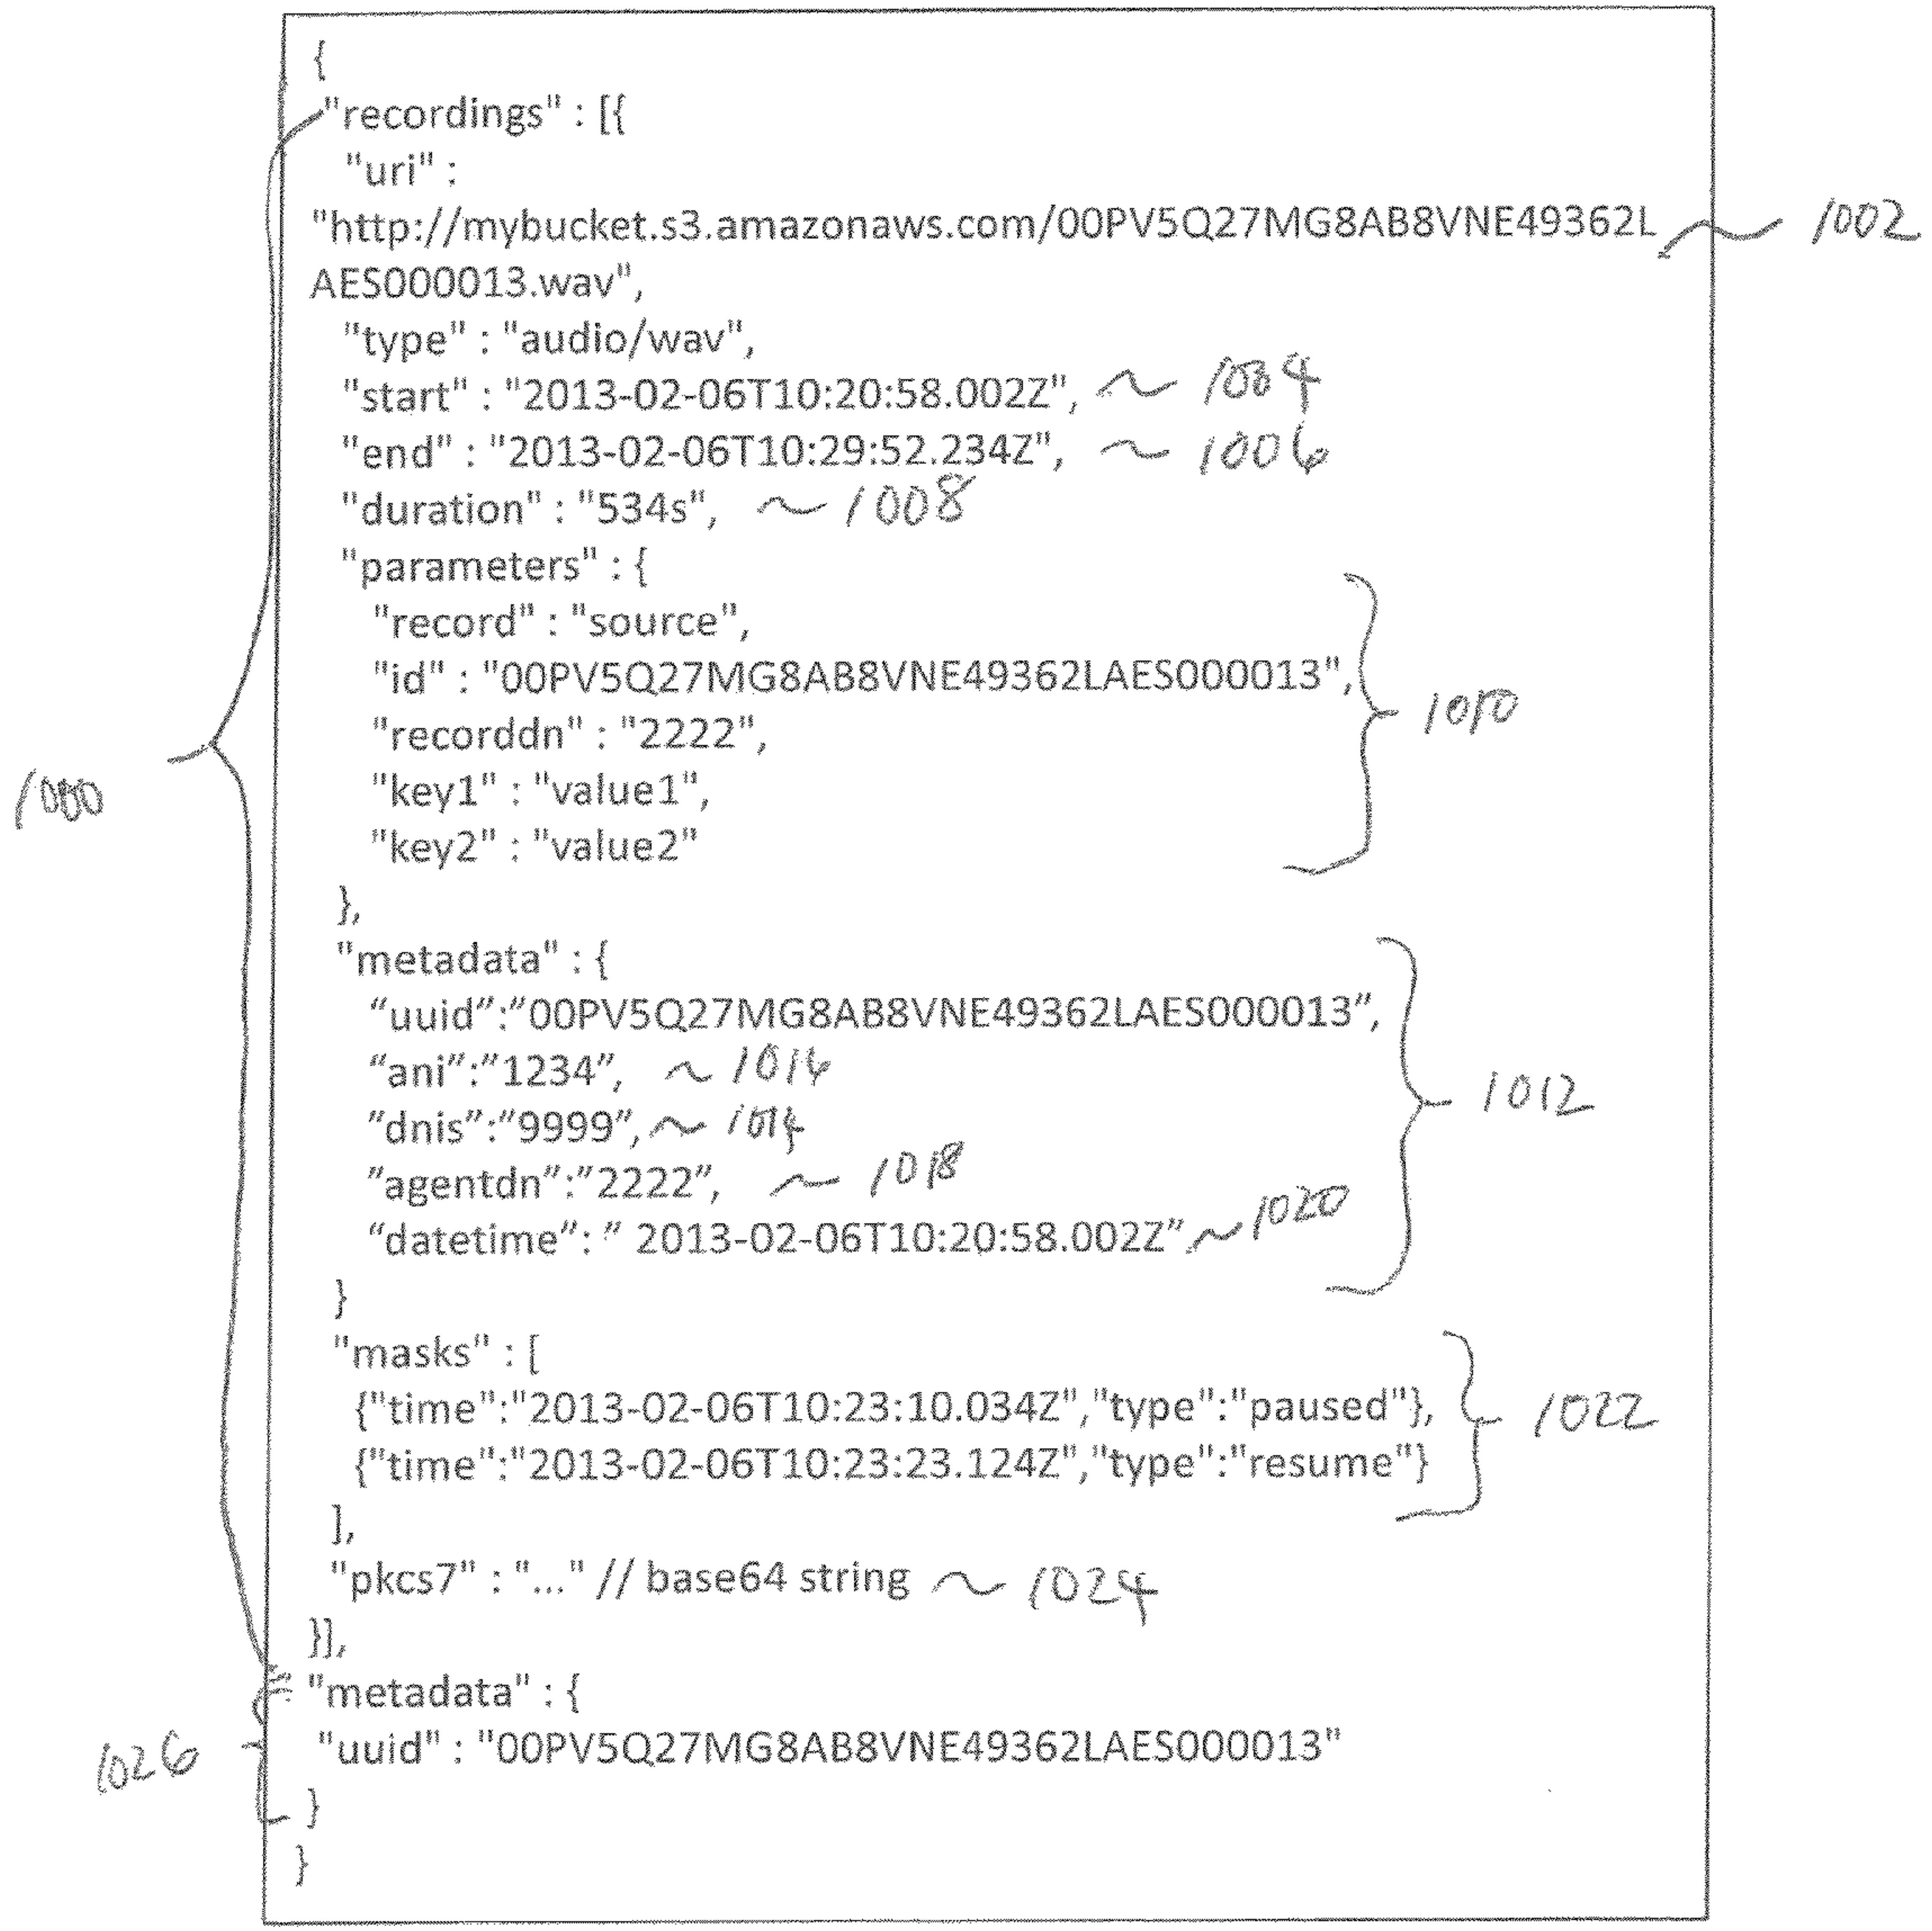 {
"recordings" : [{
"uri" :
"http://mybucket.s3.amazonaws.com/00PV5Q27MG8AB8VNE49362L 1002
AES000013.wav",
"type" : "audio/wav",
"start" : "2013-02-06T10:20:58.002Z", 1004
"end" : "2013-02-06T10:29:52.234Z", 1006
"duration" : "534s", 1008
"parameters" : {
"record" : "source",
"id" : "00PV5Q27MG8AB8VNE49362LAES000013",
"recorddn" : "2222", 1010
"key1" : "value1",
1000
"key2" : "value2"
},
"metadata" : {
“uuid”:”00PV5Q27MG8AB8VNE49362LAES000013”,
“ani”:”1234”, 1016
“dnis”:”9999”, 1014
1012
”agentdn”:”2222”, 1018
“datetime”: ” 2013-02-06T10:20:58.002Z” 1020
}
"masks" : [
{"time":"2013-02-06T10:23:10.034Z","type":"paused"}, 1022
{"time":"2013-02-06T10:23:23.124Z","type":"resume"}
],
"pkcs7" : "..." // base64 string 1024
}],
"metadata" : {
"uuid" : "00PV5Q27MG8AB8VNE49362LAES000013"
1026
}
}